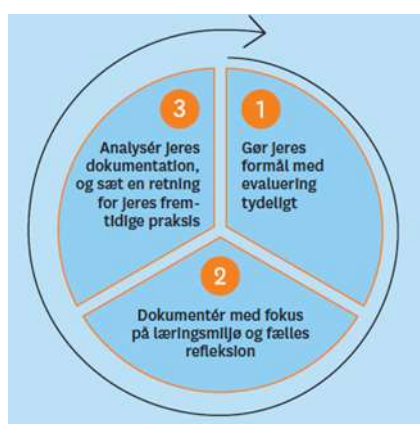 1
Gør jeres
formål med
evaluering
tydeligt
2
Dokumentér med fokus
på læringsmiljø og fælles
refleksion
3
Analysér jeres
dokumentation,
og sæt en retning
for jeres frem-
tidige praksis